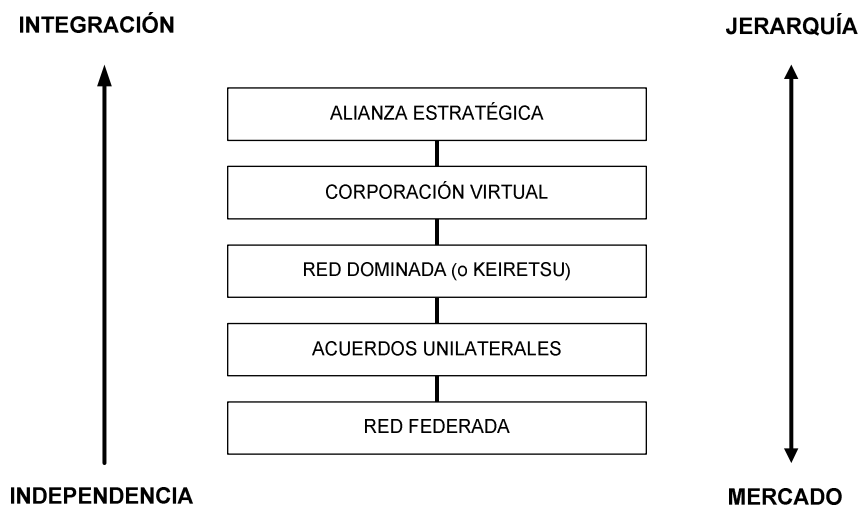 INTEGRACIÓN
JERARQUÍA
ALIANZA ESTRATÉGICA
CORPORACIÓN VIRTUAL
RED DOMINADA (o KEIRETSU)
ACUERDOS UNILATERALES
RED FEDERADA
INDEPENDENCIA
MERCADO